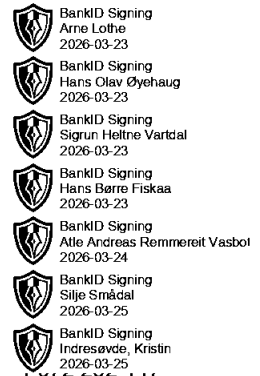 BankID Signing
Arne Lothe
2026-03-23
BankID Signing
Hans Olav Øyehaug
2026-03-23
BankID Signing
Sigrun Heltne Vartdal
2026-03-23
BankID Signing
Hans Børre Fiskaa
2026-03-23
BankID Signing
Atle Andreas Remmereit Vasbot
2026-03-24
BankID Signing
Silje Smådal
2026-03-25
BankID Signing
Indresøvde, Kristin
2026-03-25